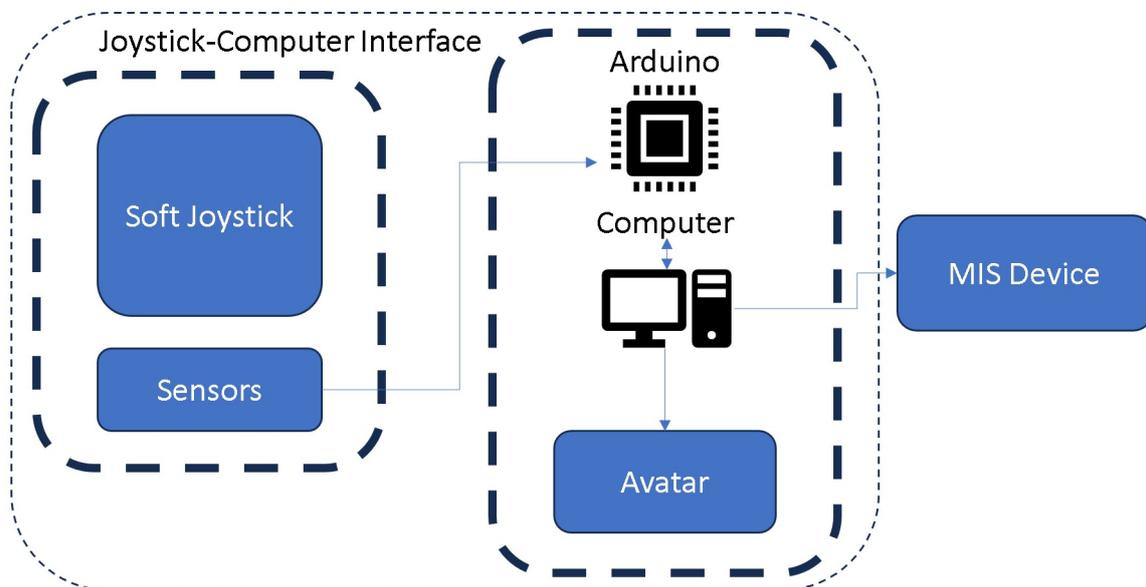 Joystick-Computer Interface
Soft Joystick
Sensors
Arduino
Computer
Avatar
MIS Device